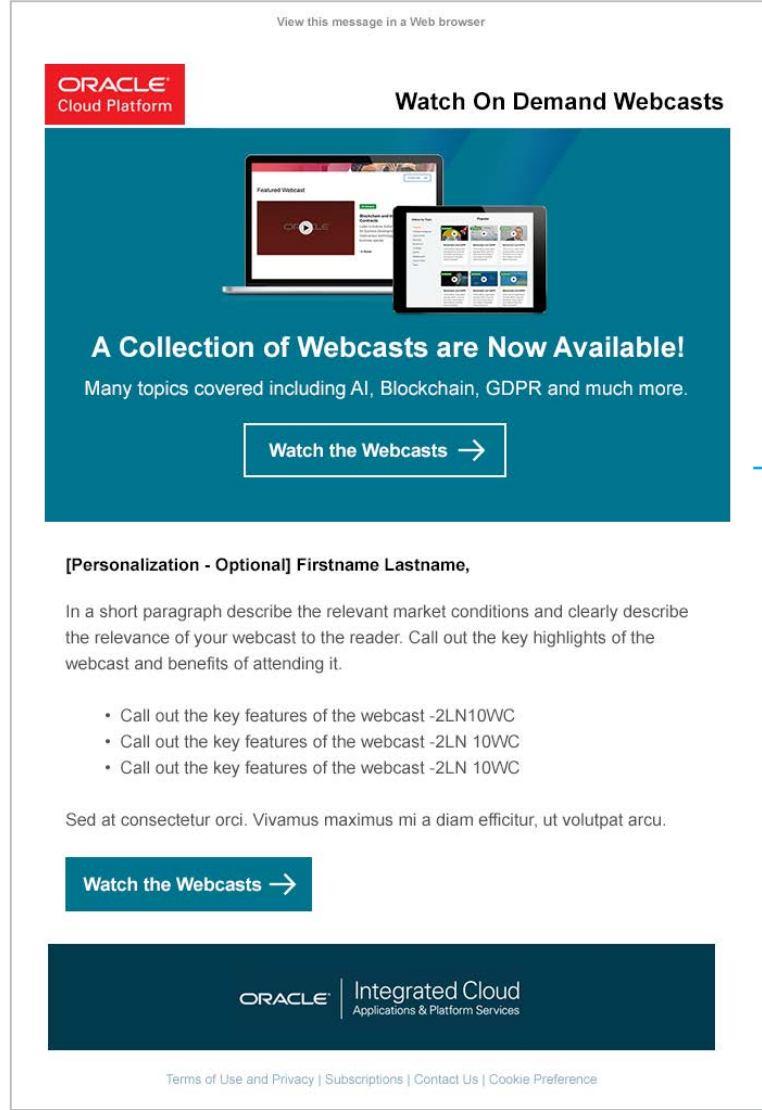 View this message in a Web browser
ORACLE
Cloud Platform
Watch On Demand Webcasts
Featured Webcast
ORACLE
Popular
A Collection of Webcasts are Now Available!
Many topics covered including AI, Blockchain, GDPR and much more.
Watch the Webcasts
[Personalization - Optional] Firstname Lastname,
In a short paragraph describe the relevant market conditions and clearly describe
the relevance of your webcast to the reader. Call out the key highlights of the
webcast and benefits of attending it.
• Call out the key features of the webcast -2LN10WC
• Call out the key features of the webcast -2LN 10WC
• Call out the key features of the webcast -2LN 10WC
Sed at consectetur orci. Vivamus maximus mi a diam efficitur, ut volutpat arcu.
Watch the Webcasts
ORACLE | Integrated Cloud
Applications & Platform Services
Terms of Use and Privacy | Subscriptions | Contact Us | Cookie Preference